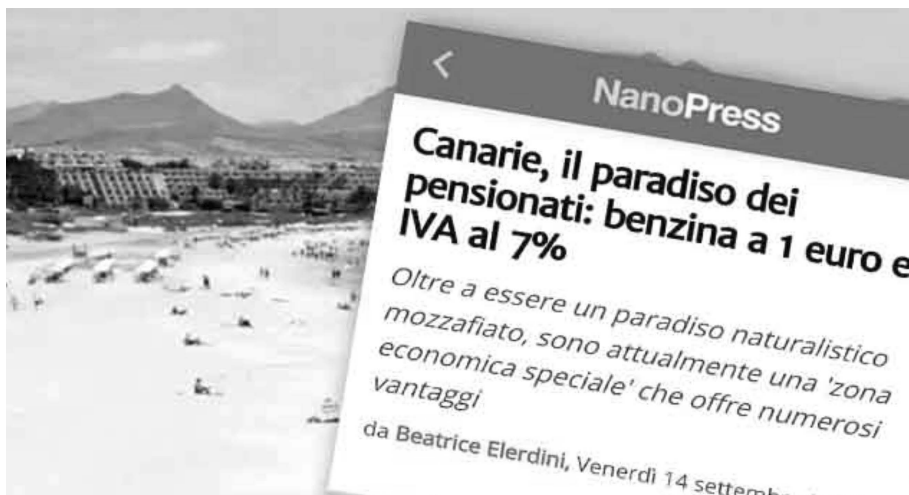 NanoPress
Canarie, il paradiso dei
pensionati: benzina a 1 euro e
IVA al 7%
Oltre a essere un paradiso naturalistico
mozzafiato, sono attualmente una 'zona
economica speciale' che offre numerosi
vantaggi
da Beatrice Elerdini, Venerdì 14